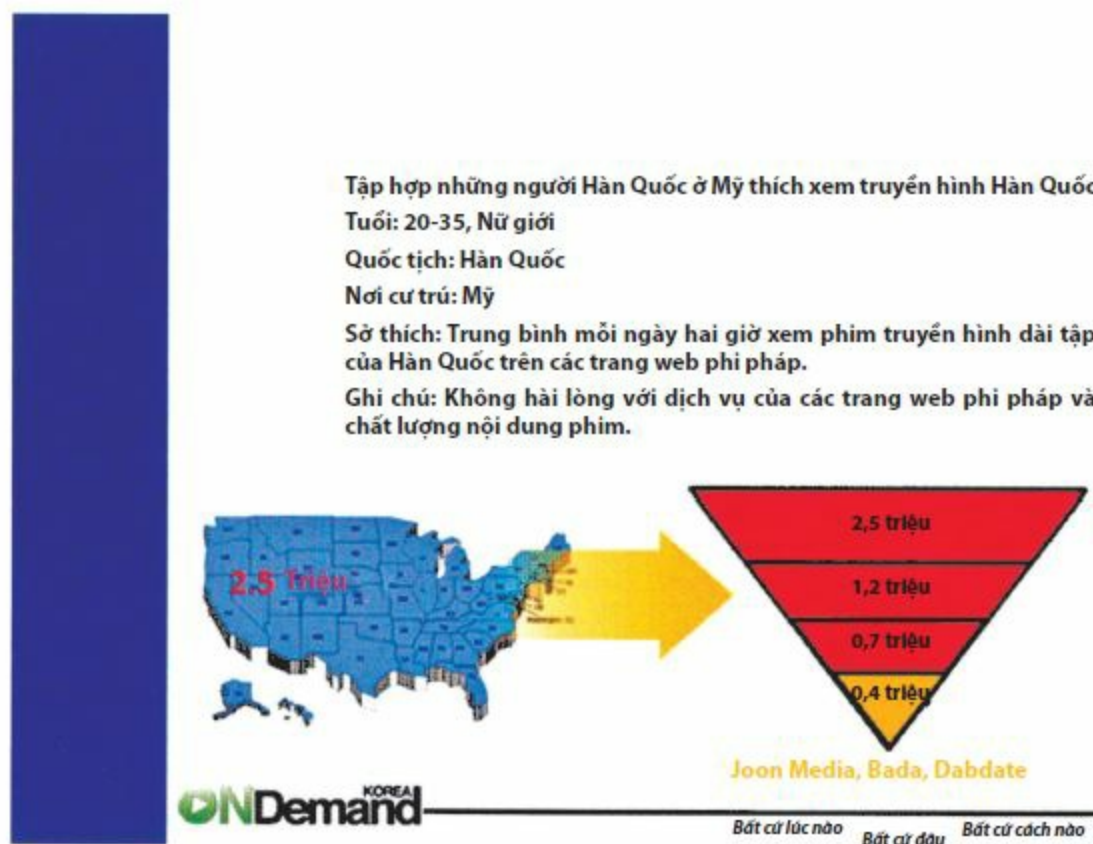 Tập hợp những người Hàn Quốc ở Mỹ thích xem truyền hình Hàn Quốc
Tuổi: 20-35, Nữ giới
Quốc tịch: Hàn Quốc
Nơi cư trú: Mỹ
Sở thích: Trung bình mỗi ngày hai giờ xem phim truyền hình dài tập
của Hàn Quốc trên các trang web phi pháp.
Ghi chú: Không hài lòng với dịch vụ của các trang web phi pháp và
chất lượng nội dung phim.
2.5 Triệu
2,5 triệu
1,2 triệu
0,7 triệu
0,4 triệu
Joon Media, Bada, Dabdate
ONDemand KOREA
Bất cứ lúc nào
Bất cứ đâu
Bất cứ cách nào